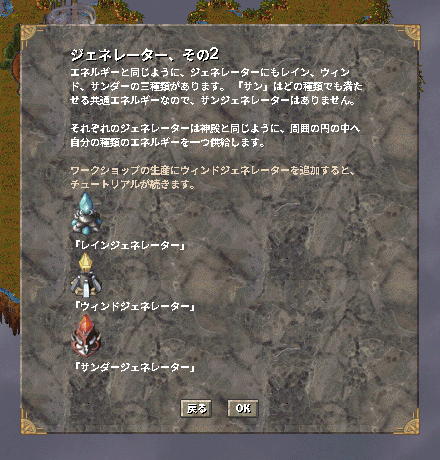 ジェネレーター、その2
エネルギーと同じように、ジェネレーターにもレイン、ウィン
ド、サンダーの三種類があります。 『サン』はどの種類でも満た
せる共通エネルギーなので、サンジェネレーターはありません。
それぞれのジェネレーターは神殿と同じように、周囲の円の中へ
自分の種類のエネルギーを一つ供給します。
ワークショップの生産にウィンドジェネレーターを追加すると、
チュートリアルが続きます。
『レインジェネレーター』
『ウィンドジェネレーター』
『サンダージェネレーター』
戻る OK